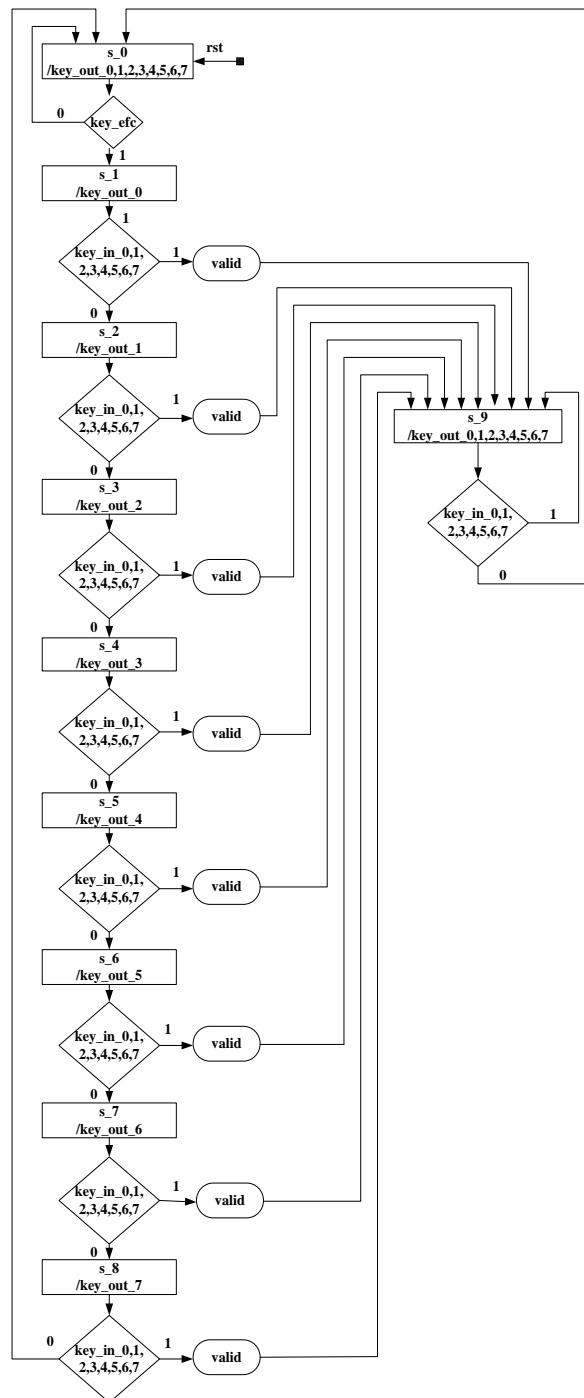 rst
s_0
/key_out_0,1,2,3,4,5,6,7
0
key_efc
1
s_1
/key_out_0
1
key_in_0,1,
2,3,4,5,6,7
1
valid
0
s_2
/key_out_1
key_in_0,1,
2,3,4,5,6,7
1
valid
0
s_9
/key_out_0,1,2,3,4,5,6,7
key_in_0,1,
2,3,4,5,6,7
1
0
s_3
/key_out_2
key_in_0,1,
2,3,4,5,6,7
1
valid
0
s_4
/key_out_3
key_in_0,1,
2,3,4,5,6,7
1
valid
0
s_5
/key_out_4
key_in_0,1,
2,3,4,5,6,7
1
valid
0
s_6
/key_out_5
key_in_0,1,
2,3,4,5,6,7
1
valid
0
s_7
/key_out_6
key_in_0,1,
2,3,4,5,6,7
1
valid
0
s_8
/key_out_7
0
key_in_0,1,
2,3,4,5,6,7
1
valid